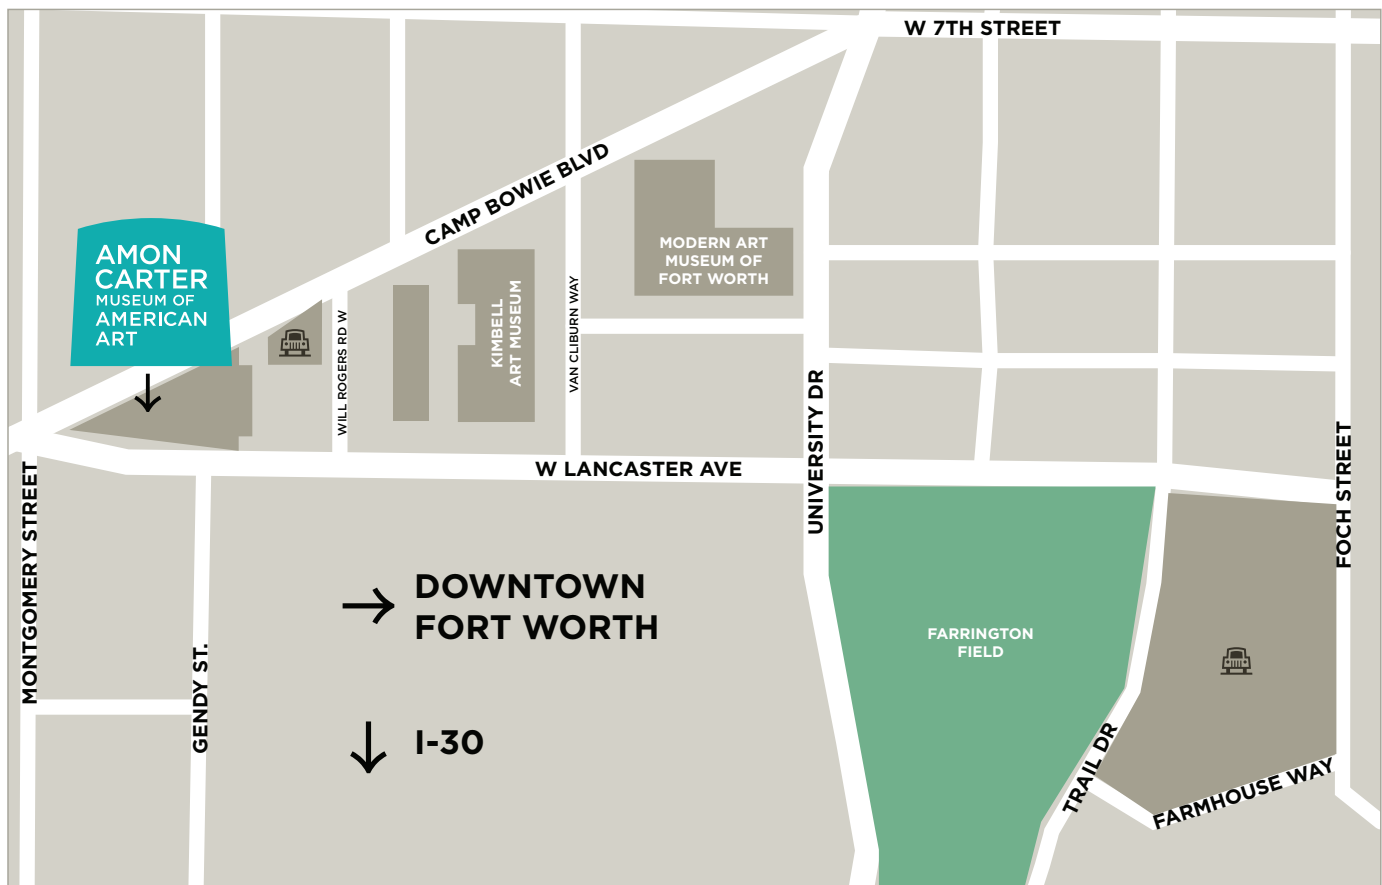 W 7TH STREET
CAMP BOWIE BLVD
AMON
CARTER
MUSEUM OF
AMERICAN
ART
MODERN ART
MUSEUM OF
FORT WORTH
KIMBELL
ART MUSEUM
WILL ROGERS RD W
VAN CLIBURN WAY
UNIVERSITY DR
W LANCASTER AVE
FOCH STREET
MONTGOMERY STREET
GENDY ST.
DOWNTOWN
FORT WORTH
I-30
FARRINGTON
FIELD
TRAIL DR
FARMHOUSE WAY